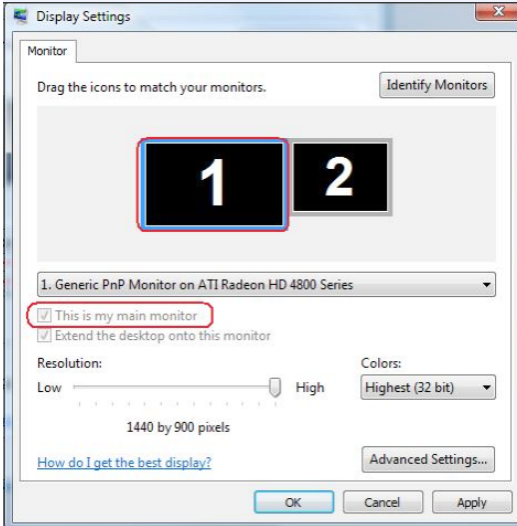 Display Settings
Monitor
Drag the icons to match your monitors.
Identify Monitors
1
2
1. Generic PnP Monitor on ATI Radeon HD 4800 Series
This is my main monitor
Extend the desktop onto this monitor
Resolution:
Colors:
Low
High
Highest (32 bit)
1440 by 900 pixels
How do I get the best display?
Advanced Settings...
OK
Cancel
Apply